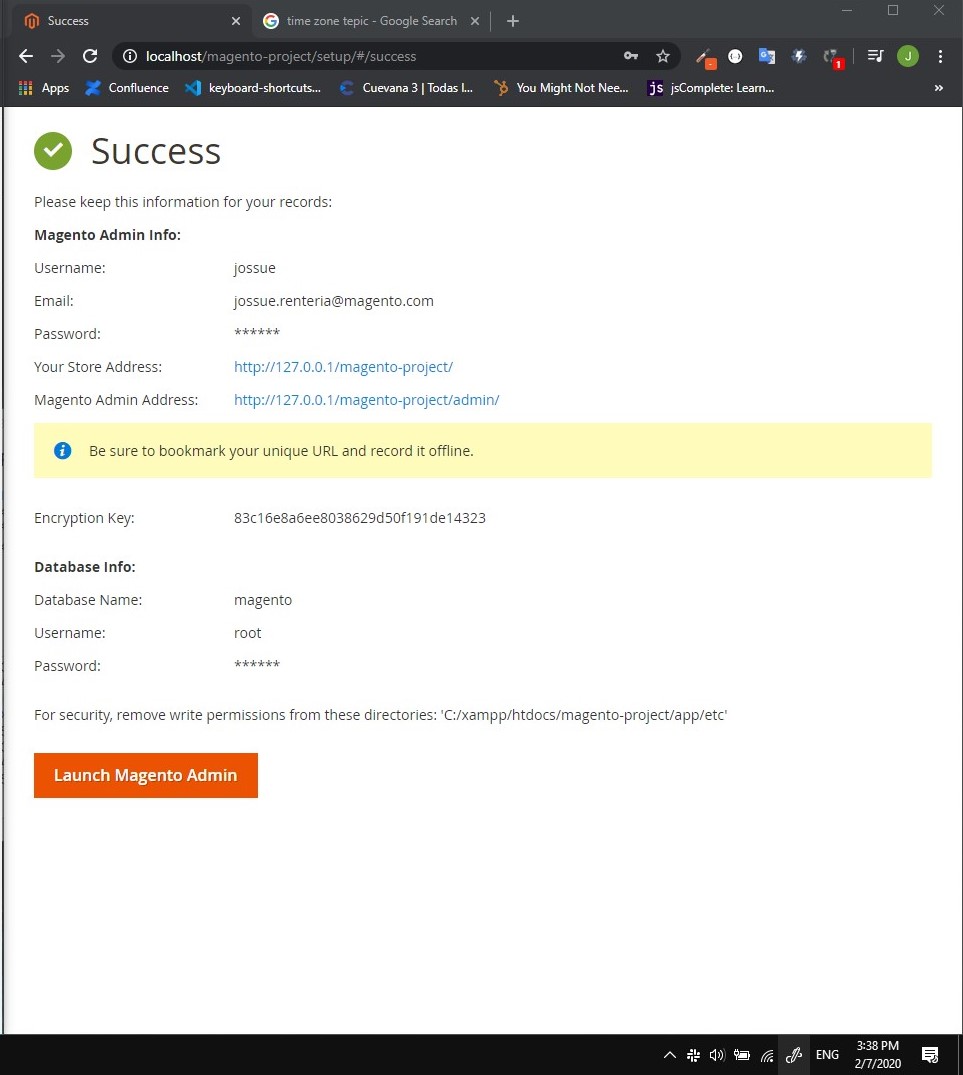 Success
time zone tepic - Google Search
localhost/magento-project/setup/#/success
1
J
Apps
Confluence
keyboard-shortcuts...
Cuevana 3 | Todas l...
You Might Not Nee...
JS
jsComplete: Learn...
»
Success
Please keep this information for your records:
Magento Admin Info:
Username: jossue
Email: jossue.renteria@magento.com
Password: ******
Your Store Address: http://127.0.0.1/magento-project/
Magento Admin Address: http://127.0.0.1/magento-project/admin/
Be sure to bookmark your unique URL and record it offline.
Encryption Key: 83c16e8a6ee8038629d50f191de14323
Database Info:
Database Name: magento
Username: root
Password: ******
For security, remove write permissions from these directories: 'C:/xampp/htdocs/magento-project/app/etc'
Launch Magento Admin
ENG
3:38 PM
2/7/2020